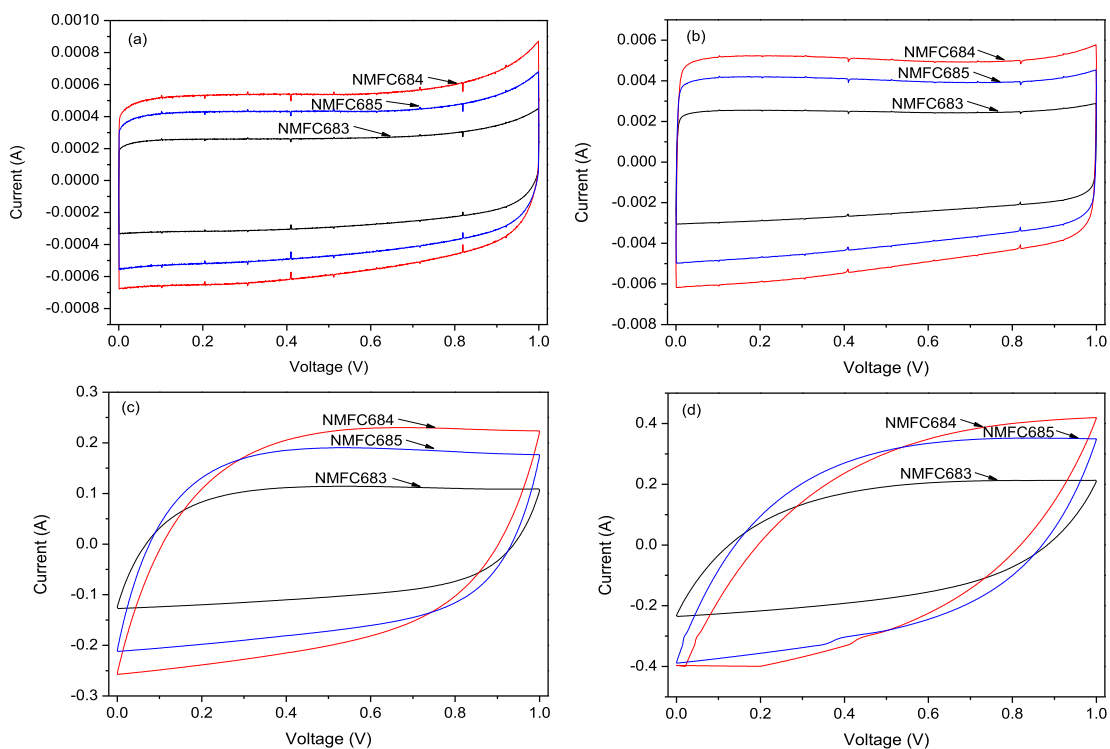 (a)
0.0010
0.0008
0.0006
0.0004
0.0002
0.0000
-0.0002
-0.0004
-0.0006
-0.0008
Current (A)
NMFC684
NMFC685
NMFC683
0.0 0.2 0.4 0.6 0.8 1.0
Voltage (V)
(b)
0.006
0.004
0.002
0.000
-0.002
-0.004
-0.006
-0.008
Current (A)
NMFC684
NMFC685
NMFC683
0.0 0.2 0.4 0.6 0.8 1.0
Voltage (V)
(c)
0.3
0.2
0.1
0.0
-0.1
-0.2
-0.3
Current (A)
NMFC684
NMFC685
NMFC683
0.0 0.2 0.4 0.6 0.8 1.0
Voltage (V)
(d)
0.4
0.2
0.0
-0.2
-0.4
Current (A)
NMFC684
NMFC685
NMFC683
0.0 0.2 0.4 0.6 0.8 1.0
Voltage (V)